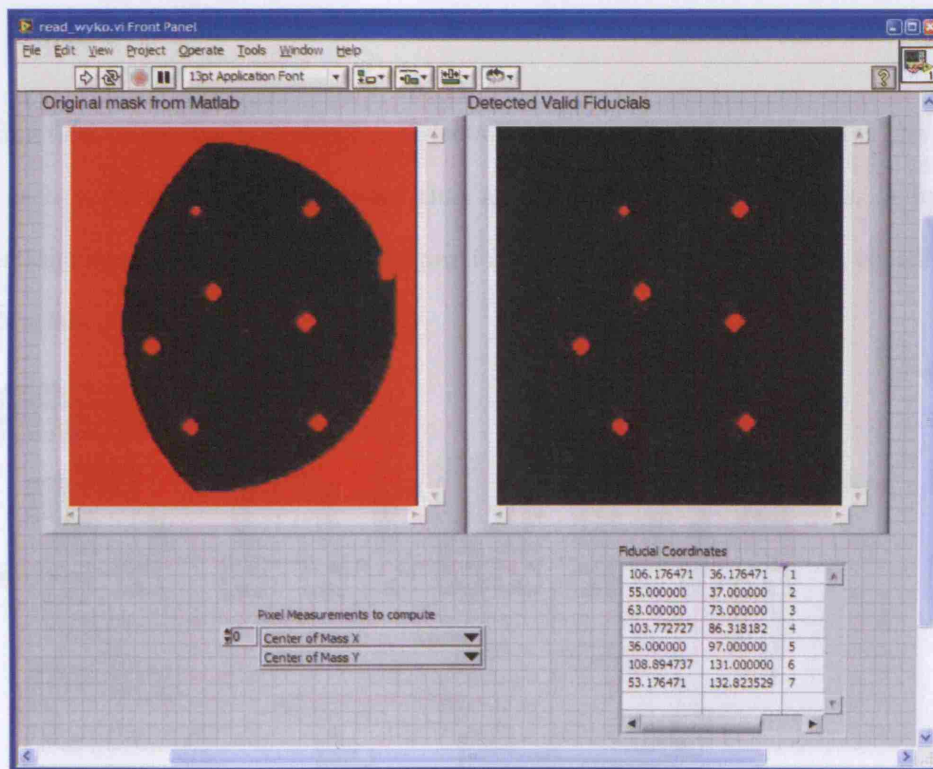 read_wyko.vi Front Panel
File Edit View Project Operate Tools Window Help
13pt Application Font
?
Original mask from Matlab
Detected Valid Fiducials
Fiducial Coordinates
106.176471 36.176471 1
55.000000 37.000000 2
63.000000 73.000000 3
103.772727 86.318182 4
36.000000 97.000000 5
108.894737 131.000000 6
53.176471 132.823529 7
Pixel Measurements to compute
0 Center of Mass X
Center of Mass Y